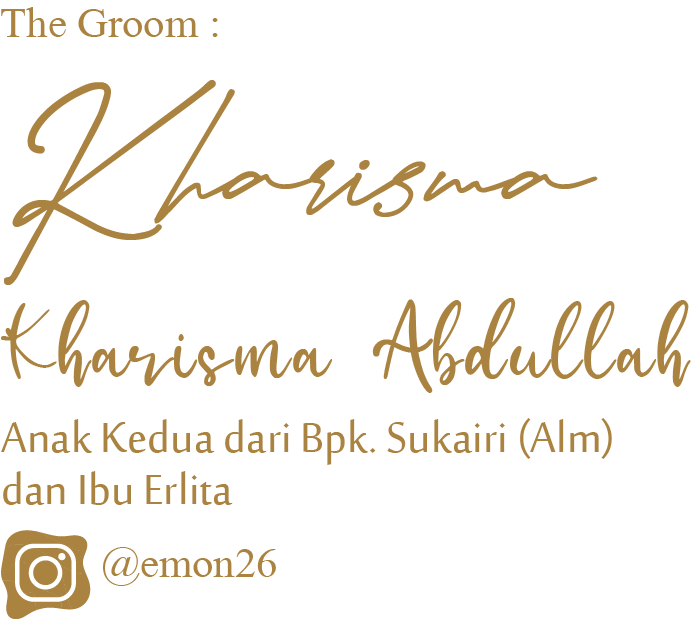 The Groom :
Kharisma
Kharisma Abdullah
Anak Kedua dari Bpk. Sukairi (Alm)
dan Ibu Erlita
@emon26